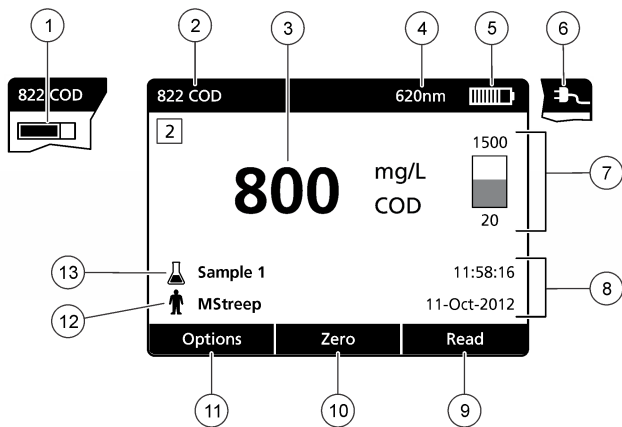 1
2
3
4
5
6
822 COD
822 COD
620nm
2
1500
800
mg/L
COD
20
7
13
Sample 1
11:58:16
8
12
MStreep
11-Oct-2012
Options
Zero
Read
11
10
9